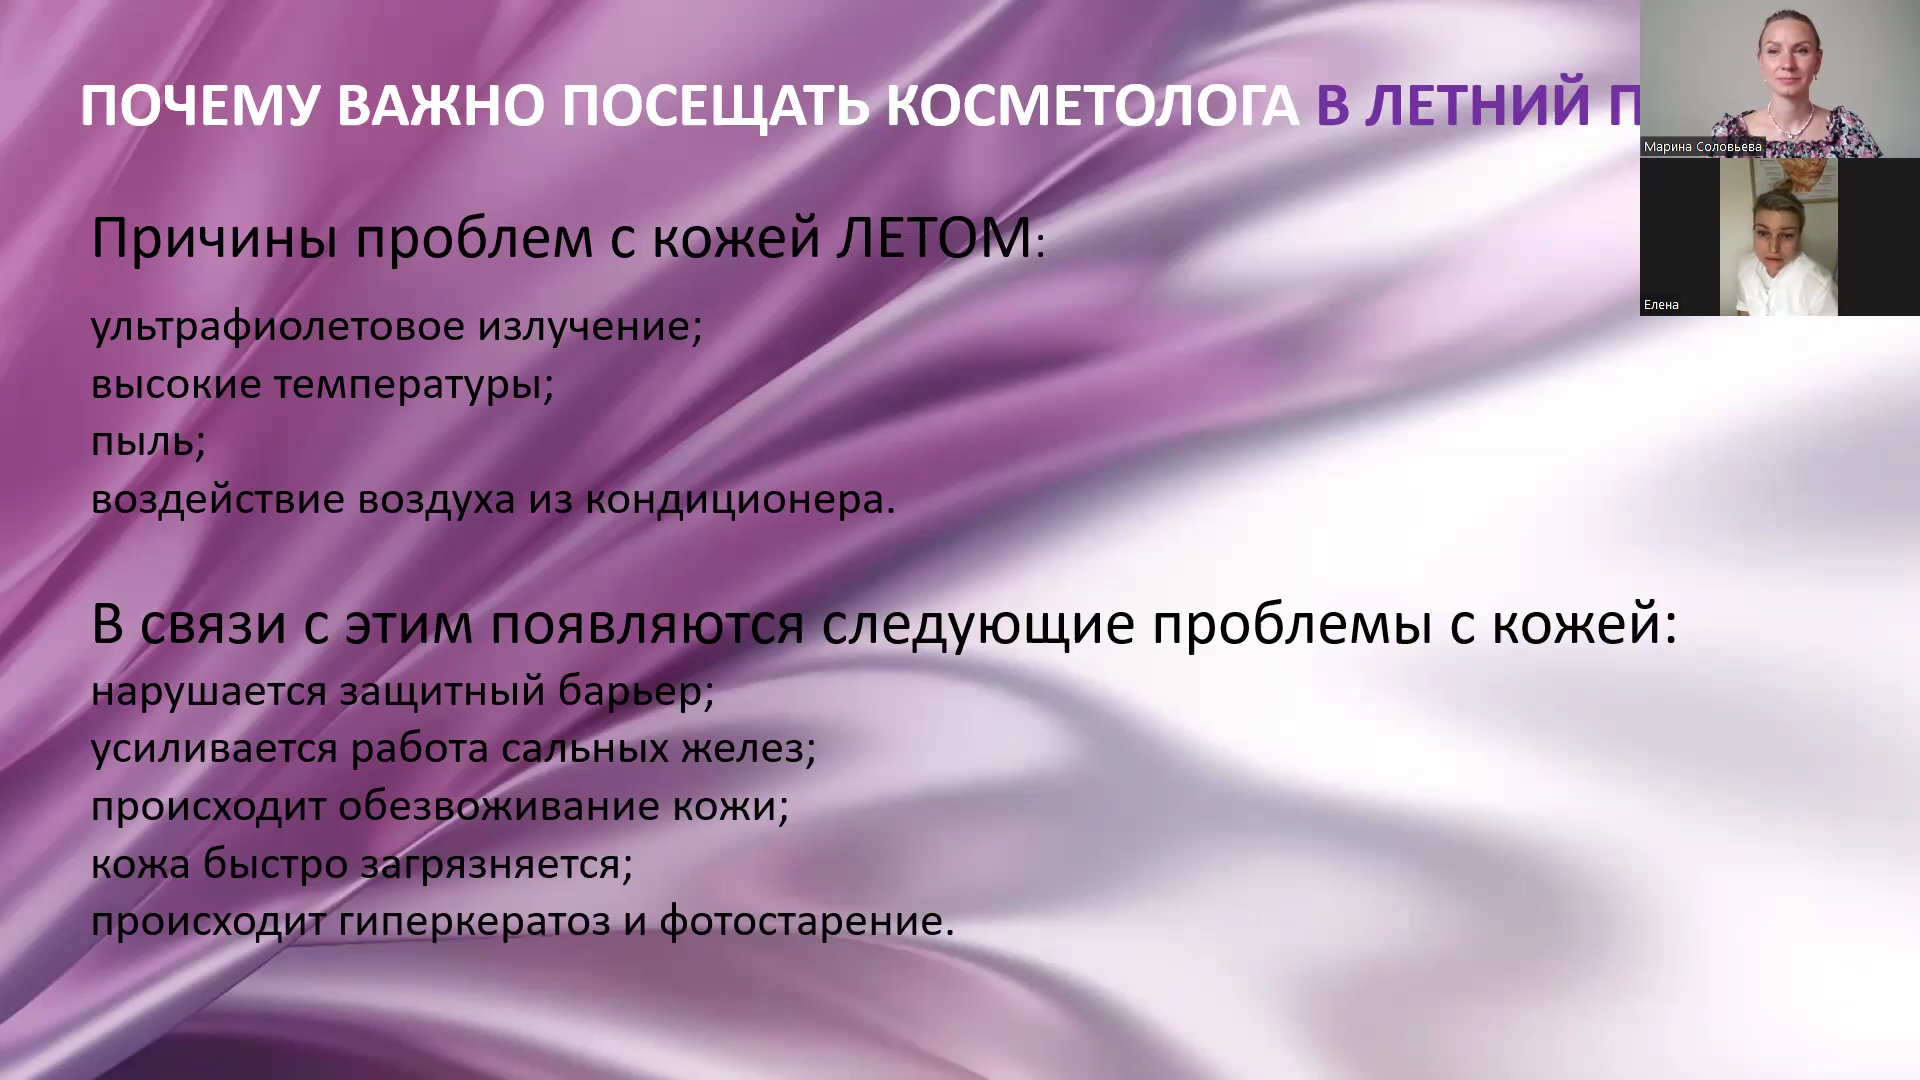 ПОЧЕМУ ВАЖНО ПОСЕЩАТЬ КОСМЕТОЛОГА В ЛЕТНИЙ П
Марина Соловьева
Елена
Причины проблем с кожей ЛЕТОМ:
ультрафиолетовое излучение;
высокие температуры;
пыль;
воздействие воздуха из кондиционера.
В связи с этим появляются следующие проблемы с кожей:
нарушается защитный барьер;
усиливается работа сальных желез;
происходит обезвоживание кожи;
кожа быстро загрязняется;
происходит гиперкератоз и фотостарение.